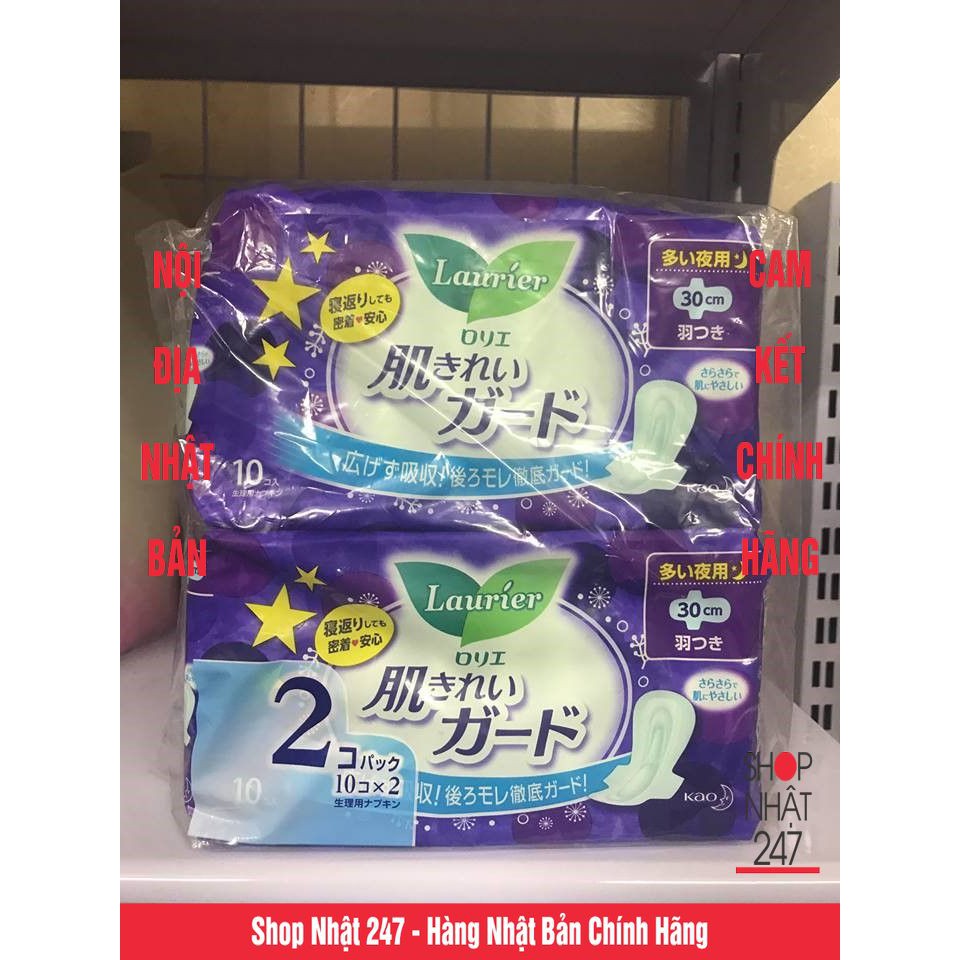 Laurier
ロリエ
肌きれい
ガード
寝返りしても
密着♥安心
多い夜用
30cm
羽つき
さらさらで
肌にやさしい
広げず吸収!後ろモレ徹底ガード!
10コ入
生理用ナプキン
Kao
NỘI
ĐỊA
NHẬT
BẢN
CAM
KẾT
CHÍNH
HÃNG
Laurier
ロリエ
肌きれい
ガード
寝返りしても
密着♥安心
多い夜用
30cm
羽つき
さらさらで
肌にやさしい
収!後ろモレ徹底ガード!
2コパック
10コ×2
生理用ナプキン
10
Kao
SHOP
NHẬT
247
Shop Nhật 247 - Hàng Nhật Bản Chính Hãng